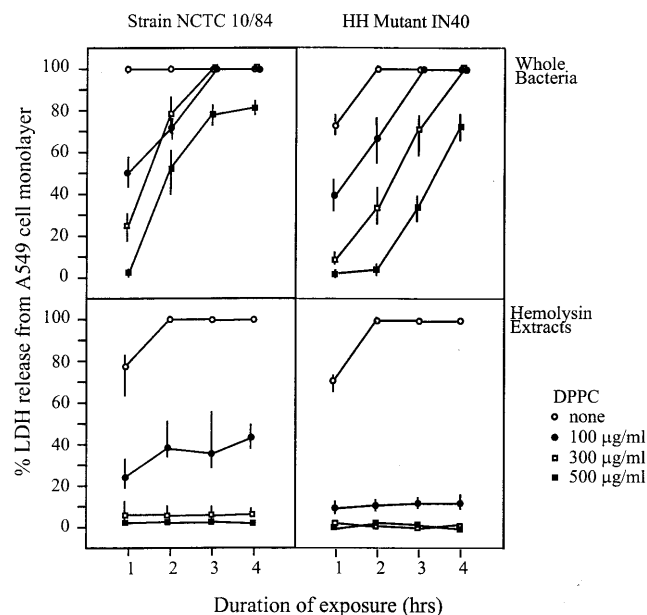 Strain NCTC 10/84
HH Mutant IN40
Whole
Bacteria
100
80
60
40
20
0
% LDH release from A549 cell monolayer
Hemolysin
Extracts
100
80
60
40
20
0
DPPC
none
100 µg/ml
300 µg/ml
500 µg/ml
1 2 3 4
1 2 3 4
Duration of exposure (hrs)